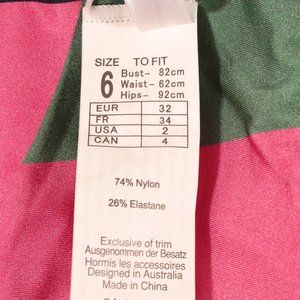 SIZE TO FIT
6 Bust- 82cm
Waist- 62cm
Hips- 92cm
EUR 32
FR 34
USA 2
CAN 4
74% Nylon
26% Elastane
Exclusive of trim
Ausgenommen der Besatz
Hormis les accessoires
Designed in Australia
Made in China